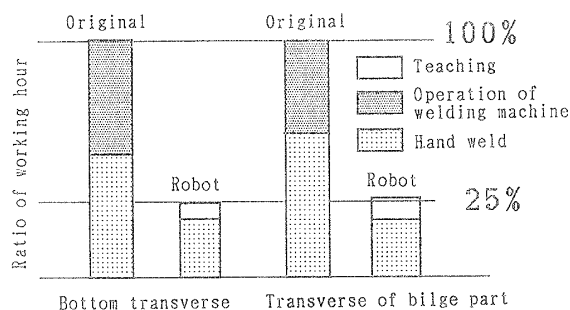 Original
Original
100%
Teaching
Operation of
welding machine
Hand weld
Robot
Robot
25%
Ratio of working
hour
Bottom transverse
Transverse of bilge part